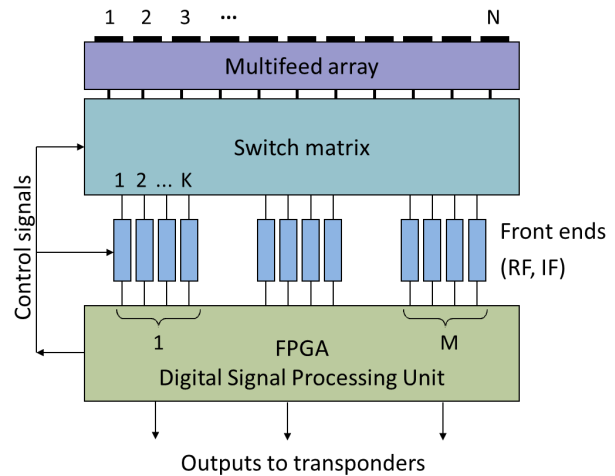 1 2 3 ... N
Multifeed array
Switch matrix
1 2 ... K
Control signals
Front ends
(RF, IF)
1 M
FPGA
Digital Signal Processing Unit
Outputs to transponders